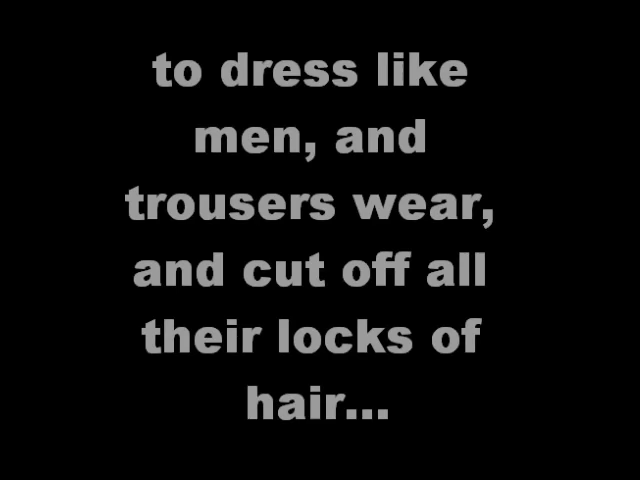 to dress like
men, and
trousers wear,
and cut off all
their locks of
hair...